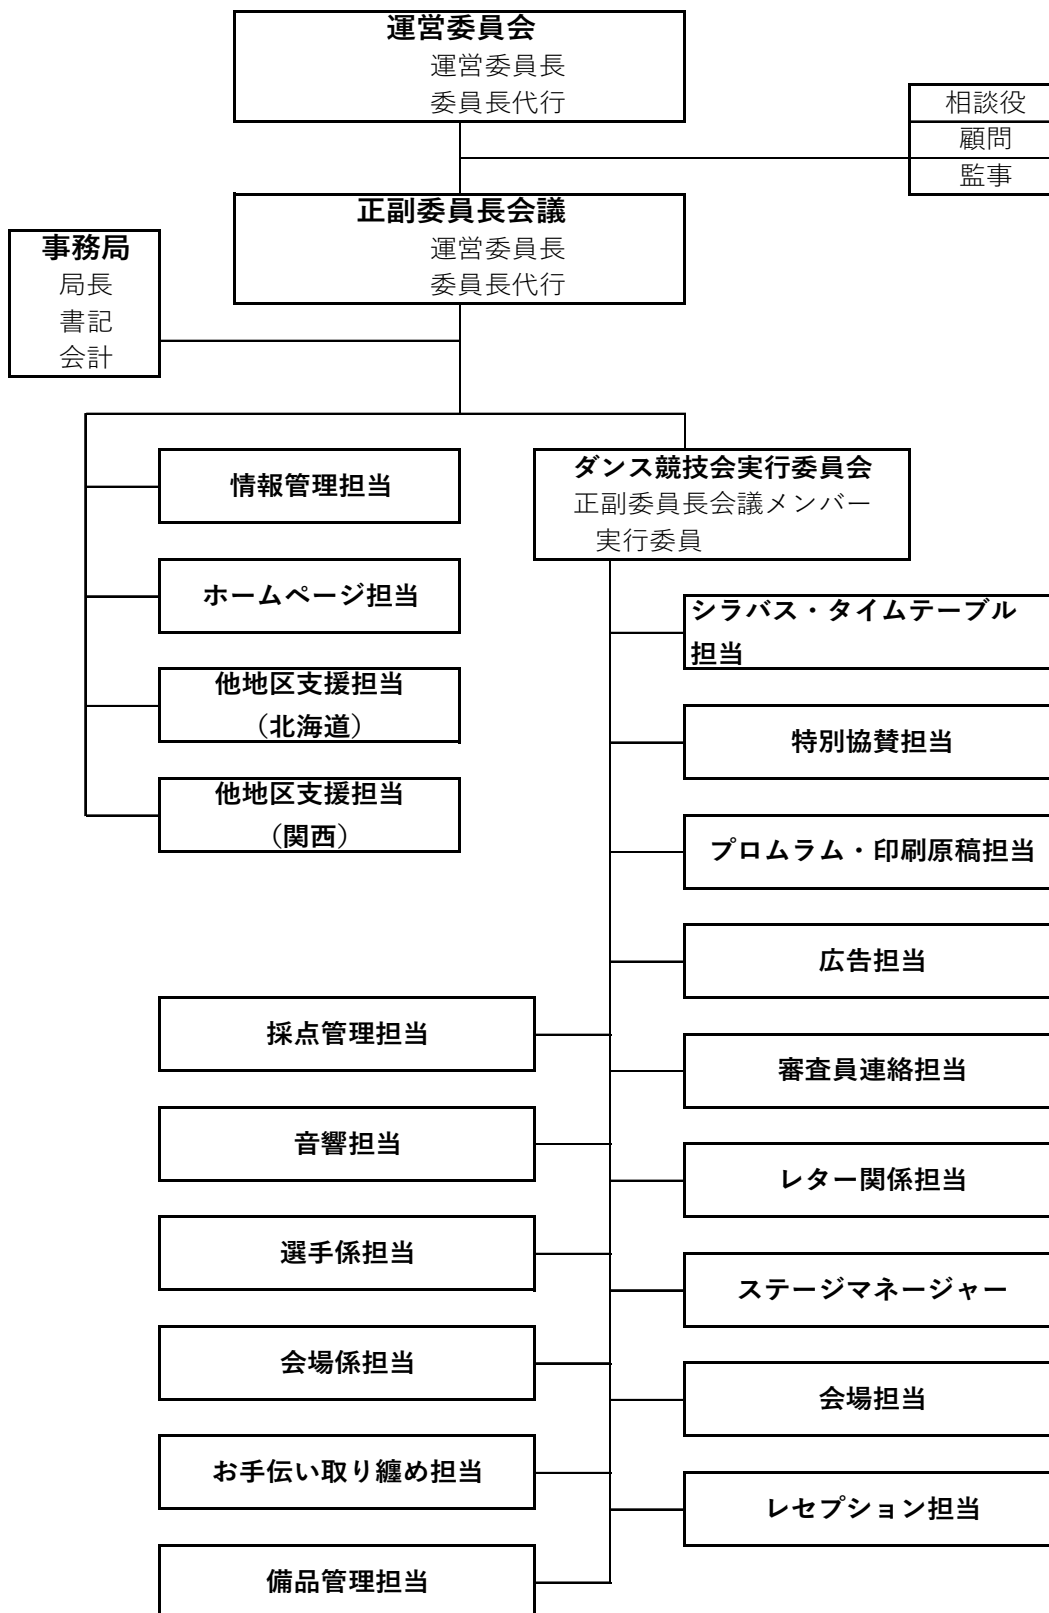 運営委員会
運営委員長
委員長代行
相談役
顧問
監事
正副委員長会議
運営委員長
委員長代行
事務局
局長
書記
会計
情報管理担当
ホームページ担当
他地区支援担当
（北海道）
他地区支援担当
（関西）
ダンス競技会実行委員会
正副委員長会議メンバー
実行委員
シラバス・タイムテーブル
担当
特別協賛担当
プロムラム・印刷原稿担当
広告担当
審査員連絡担当
レター関係担当
ステージマネージャー
会場担当
レセプション担当
採点管理担当
音響担当
選手係担当
会場係担当
お手伝い取り纏め担当
備品管理担当